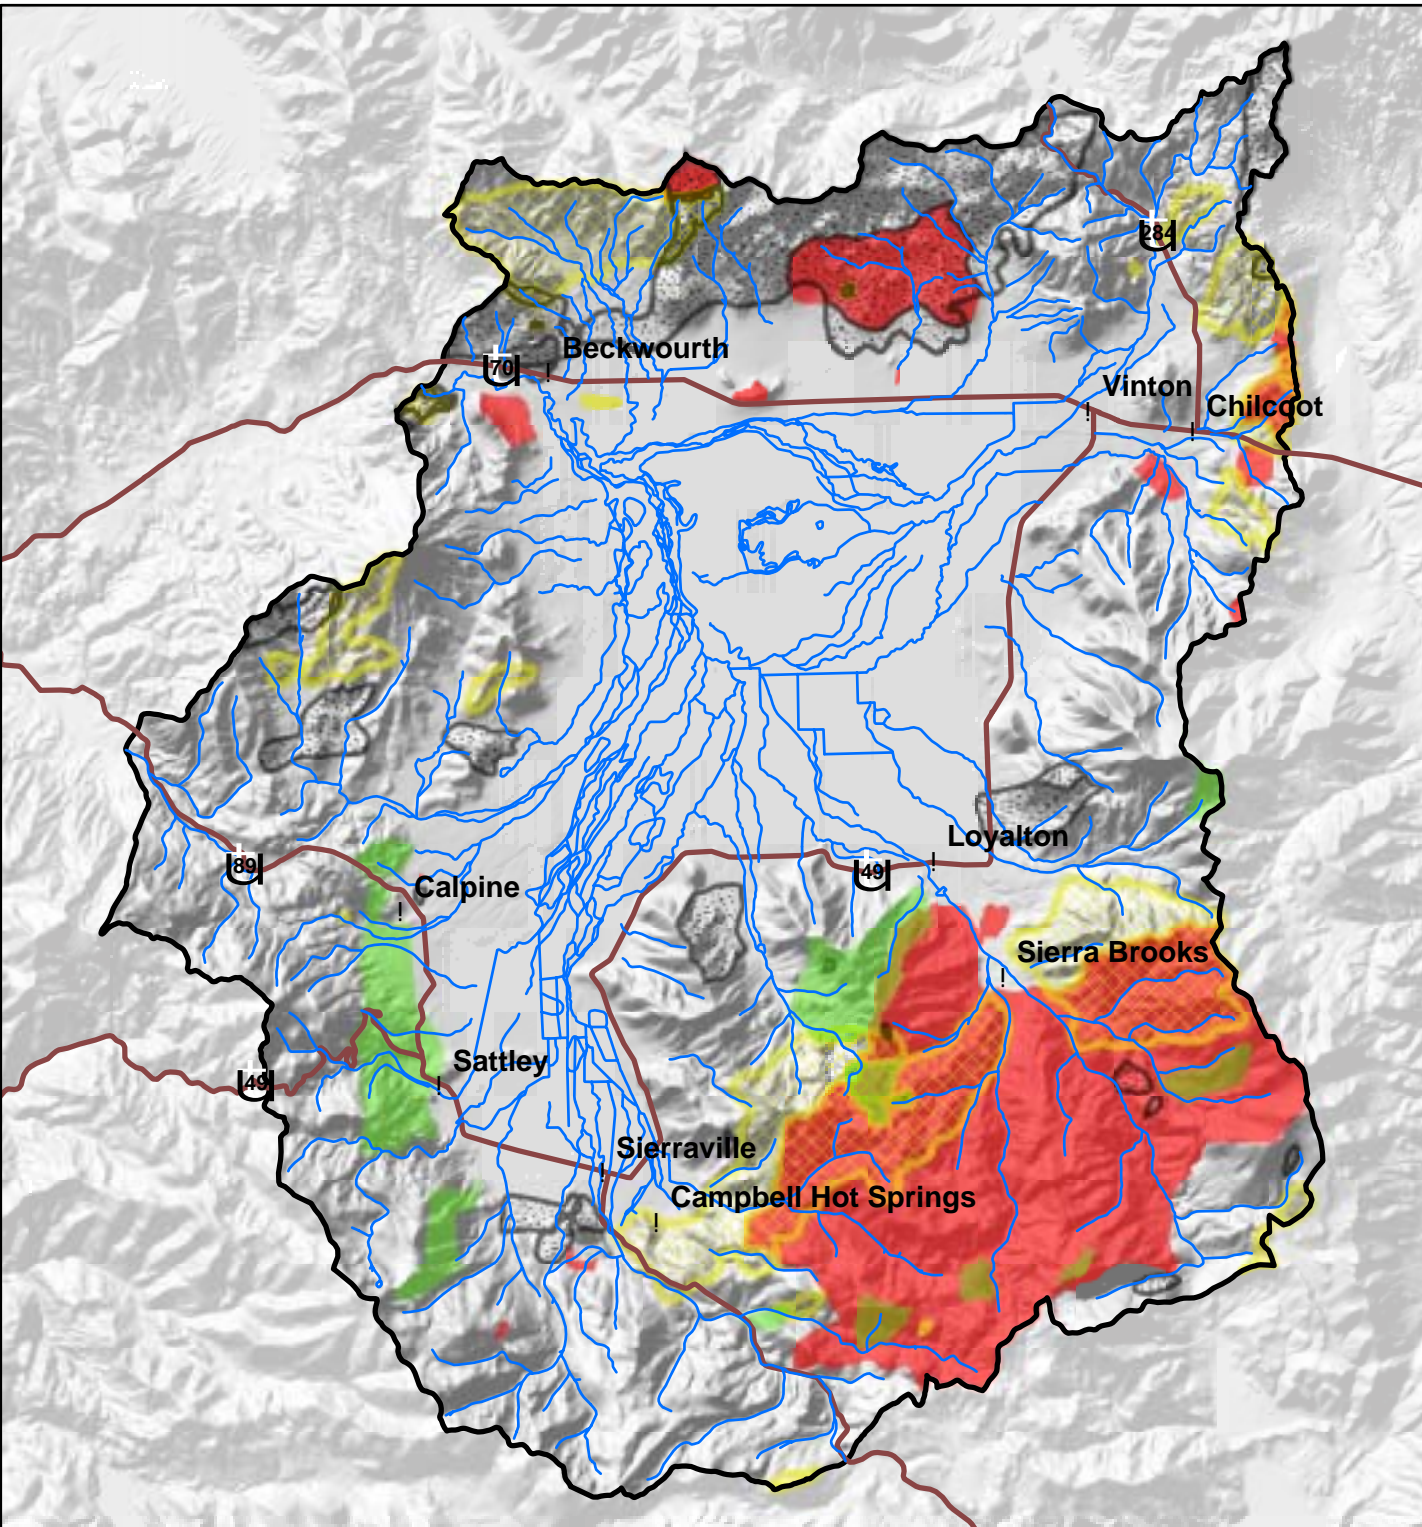 284
Beckwourth
70
Vinton
Chilcoot
Loyalton
89
49
Calpine
Sierra Brooks
Sattley
49
Sierraville
Campbell Hot Springs